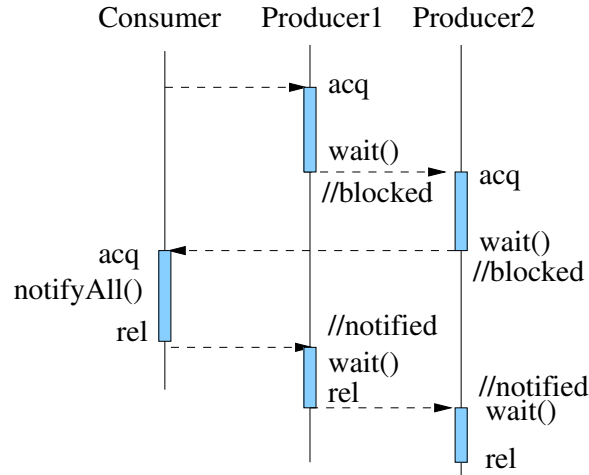 Consumer Producer1 Producer2
acq
wait()
//blocked
acq
wait()
//blocked
acq
notifyAll()
rel
//notified
wait()
rel
//notified
wait()
rel